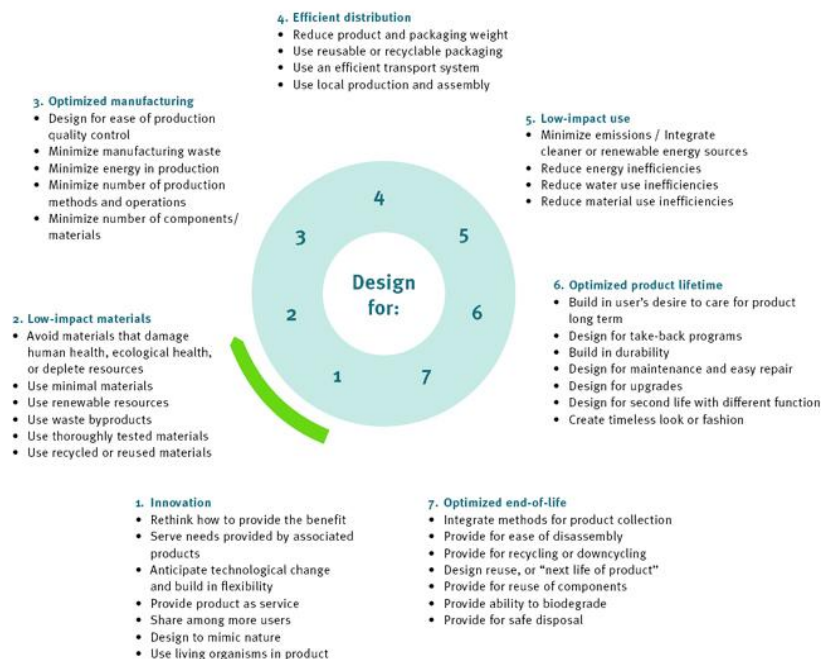 4. Efficient distribution
• Reduce product and packaging weight
• Use reusable or recyclable packaging
• Use an efficient transport system
• Use local production and assembly
3. Optimized manufacturing
• Design for ease of production
quality control
• Minimize manufacturing waste
• Minimize energy in production
• Minimize number of production
methods and operations
• Minimize number of components/
materials
5. Low-impact use
• Minimize emissions / Integrate
cleaner or renewable energy sources
• Reduce energy inefficiencies
• Reduce water use inefficiencies
• Reduce material use inefficiencies
4
3
5
Design
for:
2
6
1
7
2. Low-impact materials
• Avoid materials that damage
human health, ecological health,
or deplete resources
• Use minimal materials
• Use renewable resources
• Use waste byproducts
• Use thoroughly tested materials
• Use recycled or reused materials
6. Optimized product lifetime
• Build in user's desire to care for product
long term
• Design for take-back programs
• Build in durability
• Design for maintenance and easy repair
• Design for upgrades
• Design for second life with different function
• Create timeless look or fashion
1. Innovation
• Rethink how to provide the benefit
• Serve needs provided by associated
products
• Anticipate technological change
and build in flexibility
• Provide product as service
• Share among more users
• Design to mimic nature
• Use living organisms in product
7. Optimized end-of-life
• Integrate methods for product collection
• Provide for ease of disassembly
• Provide for recycling or downcycling
• Design reuse, or "next life of product"
• Provide for reuse of components
• Provide ability to biodegrade
• Provide for safe disposal